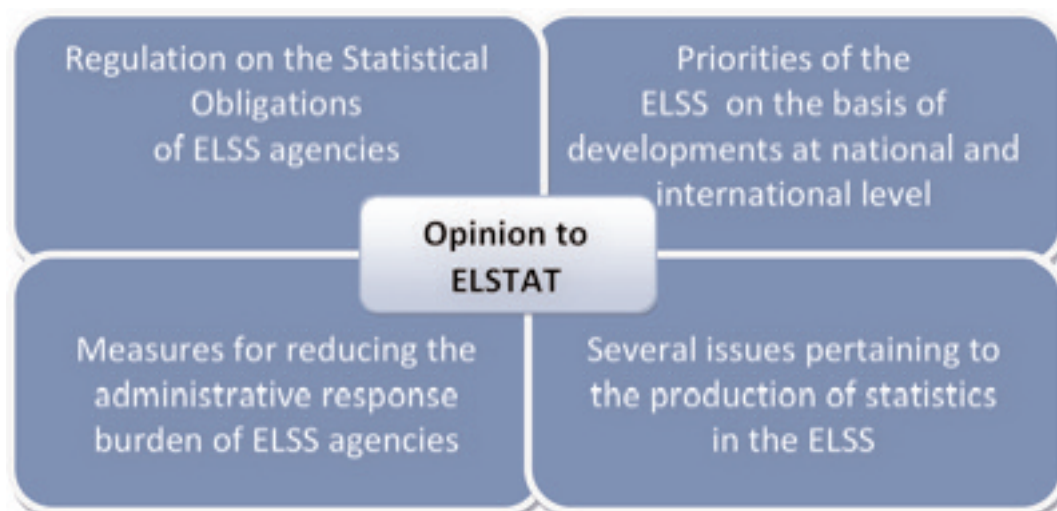 Regulation on the Statistical
Obligations
of ELSS agencies
Priorities of the
ELSS on the basis of
developments at national and
international level
Opinion to
ELSTAT
Measures for reducing the
administrative response
burden of ELSS agencies
Several issues pertaining to
the production of statistics
in the ELSS